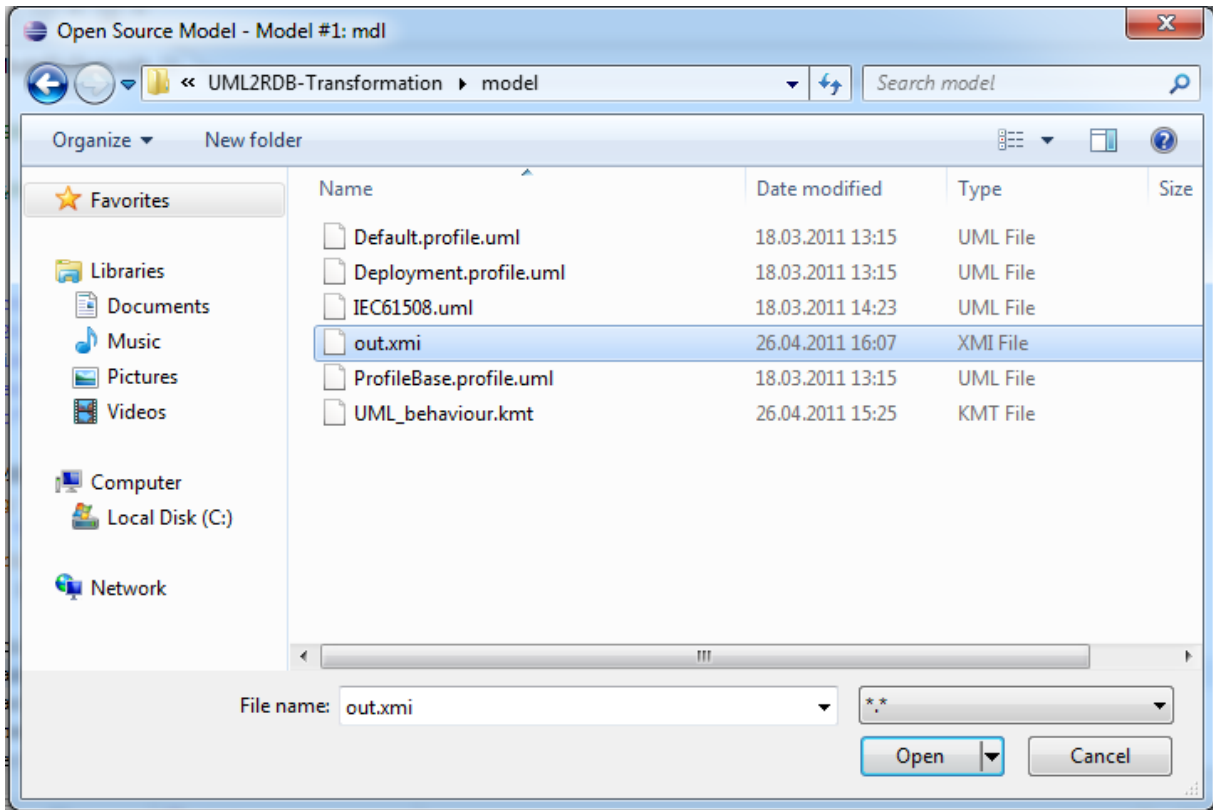 Open Source Model - Model #1: mdl
« UML2RDB-Transformation model
Search model
Organize New folder
Favorites
Libraries
Documents
Music
Pictures
Videos
Computer
Local Disk (C:)
Network
Name Date modified Type Size
Default.profile.uml 18.03.2011 13:15 UML File
Deployment.profile.uml 18.03.2011 13:15 UML File
IEC61508.uml 18.03.2011 14:23 UML File
out.xmi 26.04.2011 16:07 XMI File
ProfileBase.profile.uml 18.03.2011 13:15 UML File
UML_behaviour.kmt 26.04.2011 15:25 KMT File
File name: out.xmi *.*
Open Cancel